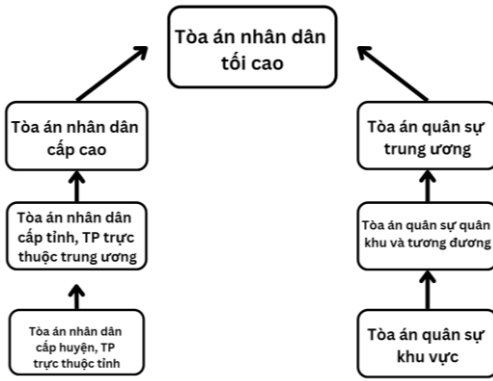 Tòa án nhân dân
tối cao
Tòa án nhân dân
cấp cao
Tòa án quân sự
trung ương
Tòa án nhân dân
cấp tỉnh, TP trực
thuộc trung ương
Tòa án quân sự quân
khu và tương đương
Tòa án nhân dân
cấp huyện, TP
trực thuộc tỉnh
Tòa án quân sự
khu vực